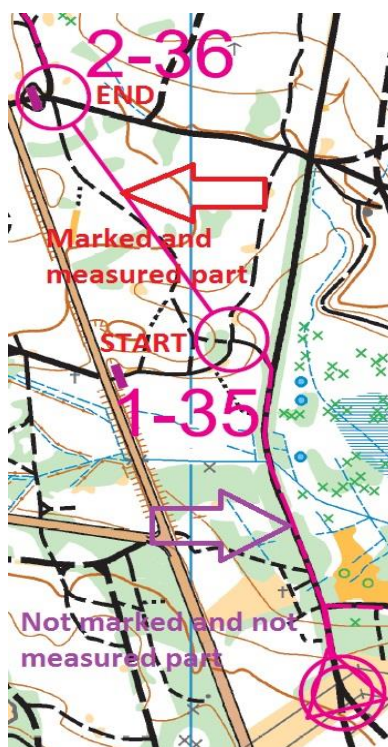 2-36
END
Marked and
measured part
START
1-35
Not marked and not
measured part